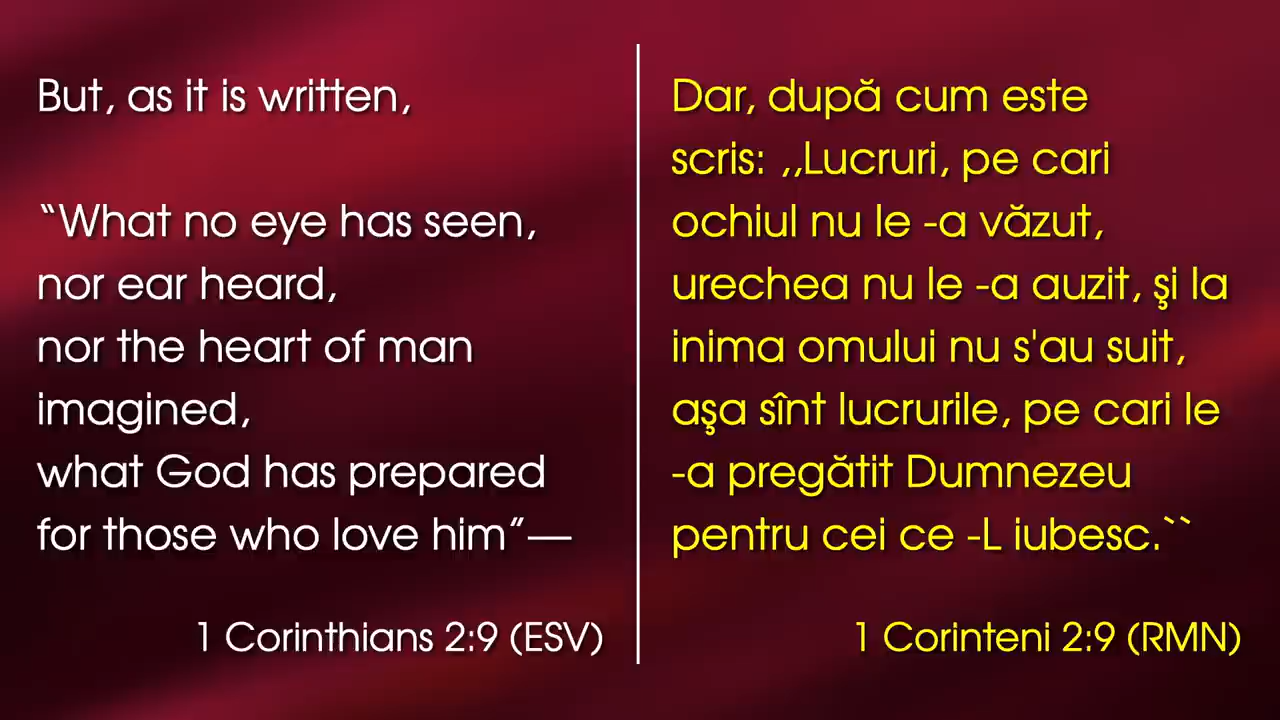 But, as it is written,
“What no eye has seen,
nor ear heard,
nor the heart of man
imagined,
what God has prepared
for those who love him”—
1 Corinthians 2:9 (ESV)
Dar, după cum este
scris: ,,Lucruri, pe cari
ochiul nu le -a văzut,
urechea nu le -a auzit, şi la
inima omului nu s'au suit,
aşa sînt lucrurile, pe cari le
-a pregătit Dumnezeu
pentru cei ce -L iubesc.``
1 Corinteni 2:9 (RMN)